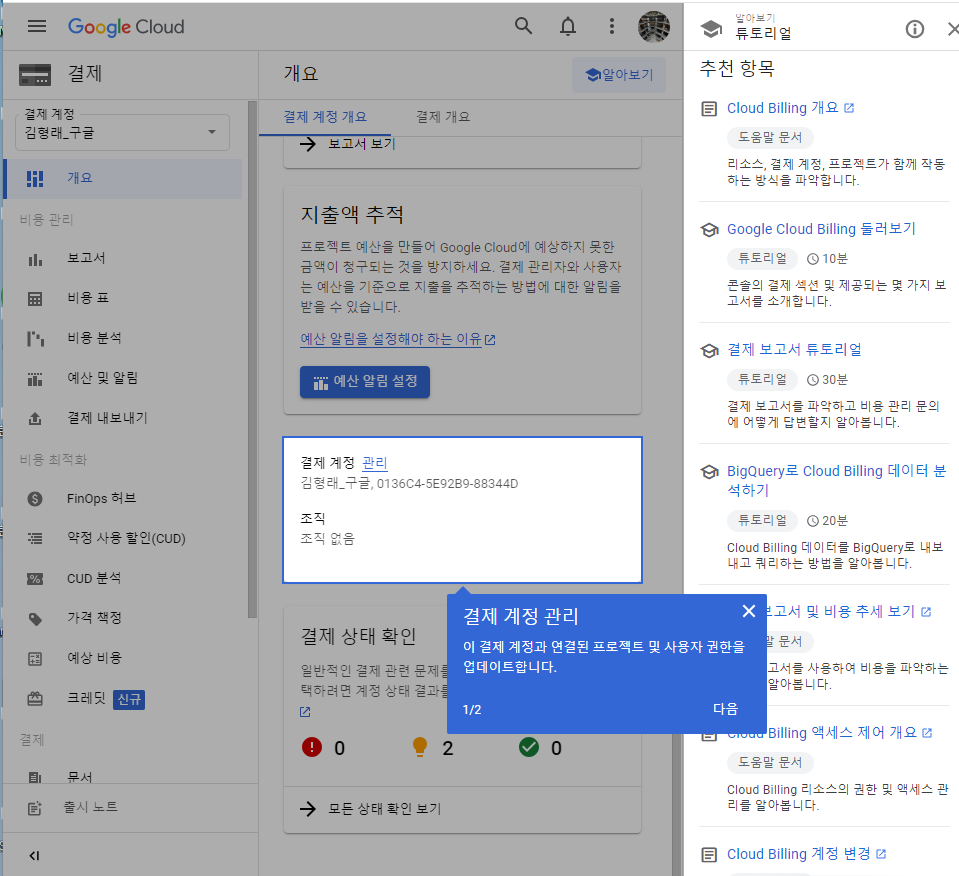 Google Cloud
결제
결제 계정
김형래_구글
개요
비용 관리
보고서
비용 표
비용 분석
예산 및 알림
결제 내보내기
비용 최적화
FinOps 허브
약정 사용 할인(CUD)
CUD 분석
가격 책정
예상 비용
크레딧 신규
결제
문서
출시 노트
개요
알아보기
결제 계정 개요
결제 개요
보고서 보기
지출액 추적
프로젝트 예산을 만들어 Google Cloud에 예상하지 못한
금액이 청구되는 것을 방지하세요. 결제 관리자와 사용자
는 예산을 기준으로 지출을 추적하는 방법에 대한 알림을
받을 수 있습니다.
예산 알림을 설정해야 하는 이유
예산 알림 설정
결제 계정 관리
김형래_구글, 0136C4-5E92B9-88344D
조직
조직 없음
결제 상태 확인
일반적인 결제 관련 문제를
택하려면 계정 상태 결과를
0
2
0
모든 상태 확인 보기
결제 계정 관리
이 결제 계정과 연결된 프로젝트 및 사용자 권한을
업데이트합니다.
1/2
다음
알아보기
튜토리얼
추천 항목
Cloud Billing 개요
도움말 문서
리소스, 결제 계정, 프로젝트가 함께 작동
하는 방식을 파악합니다.
Google Cloud Billing 둘러보기
튜토리얼 10분
콘솔의 결제 섹션 및 제공되는 몇 가지 보
고서를 소개합니다.
결제 보고서 튜토리얼
튜토리얼 30분
결제 보고서를 파악하고 비용 관리 문의
에 어떻게 답변할지 알아봅니다.
BigQuery로 Cloud Billing 데이터 분
석하기
튜토리얼 20분
Cloud Billing 데이터를 BigQuery로 내보
내고 쿼리하는 방법을 알아봅니다.
보고서 및 비용 추세 보기
말 문서
고서를 사용하여 비용을 파악하는
알아봅니다.
Cloud Billing 액세스 제어 개요
도움말 문서
Cloud Billing 리소스의 권한 및 액세스 관
리를 알아봅니다.
Cloud Billing 계정 변경